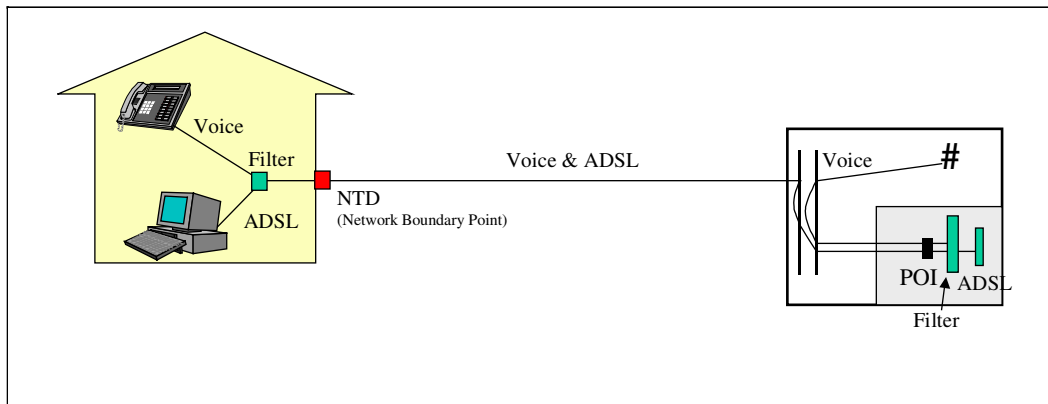 Voice
Filter
ADSL
NTD
(Network Boundary Point)
Voice & ADSL
Voice
#
POI
ADSL
Filter